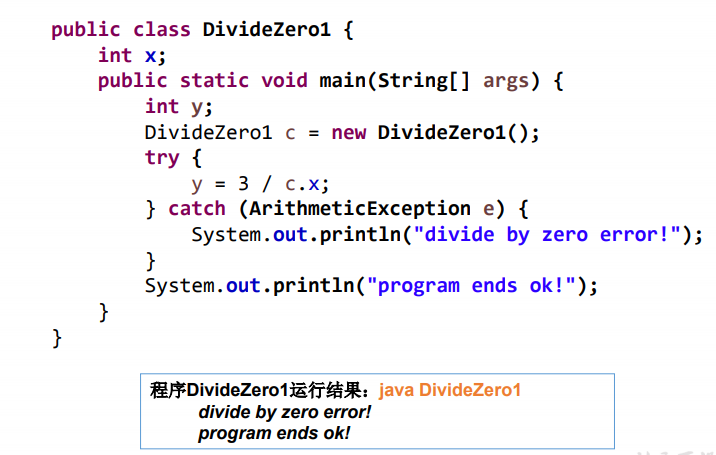 public class DivideZero1 {
    int x;
    public static void main(String[] args) {
        int y;
        DivideZero1 c = new DivideZero1();
        try {
            y = 3 / c.x;
        } catch (ArithmeticException e) {
            System.out.println("divide by zero error!");
        }
        System.out.println("program ends ok!");
    }
}
程序DivideZero1运行结果：java DivideZero1
divide by zero error!
program ends ok!